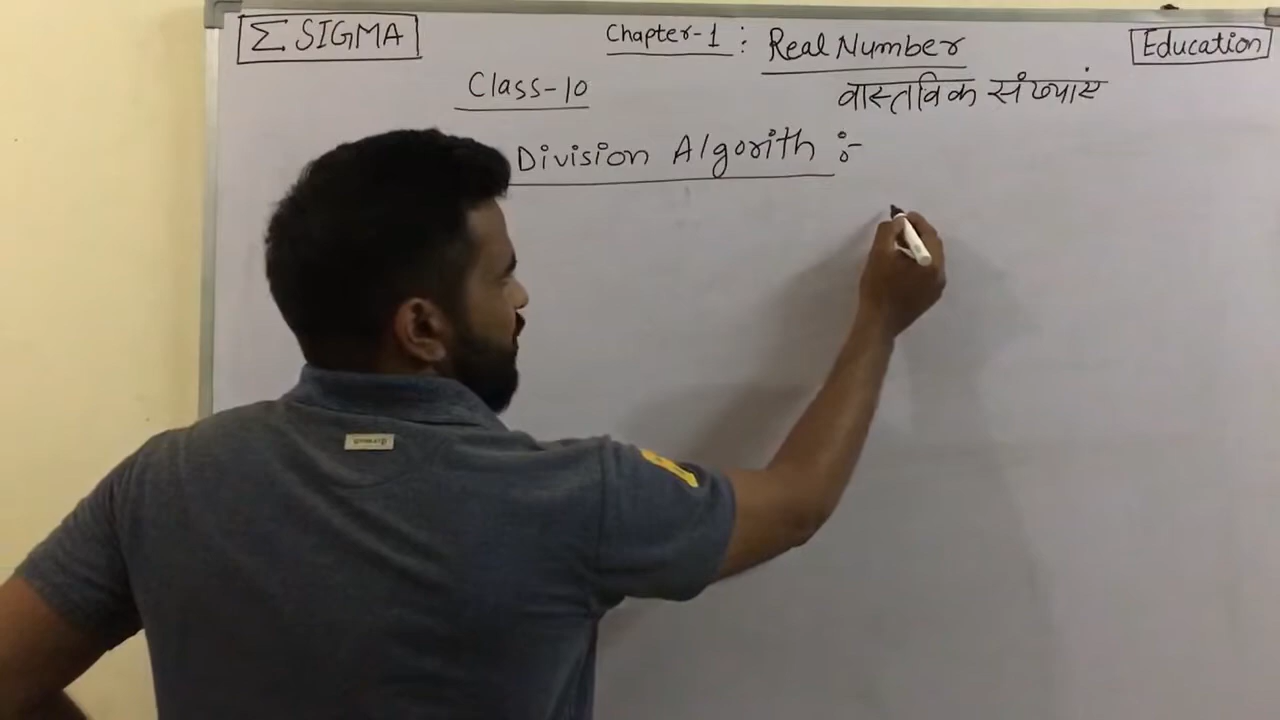 Σ SIGMA
Chapter-1 : Real Number
Education
Class-10
वास्तविक संख्याएं
Division Algorith :-